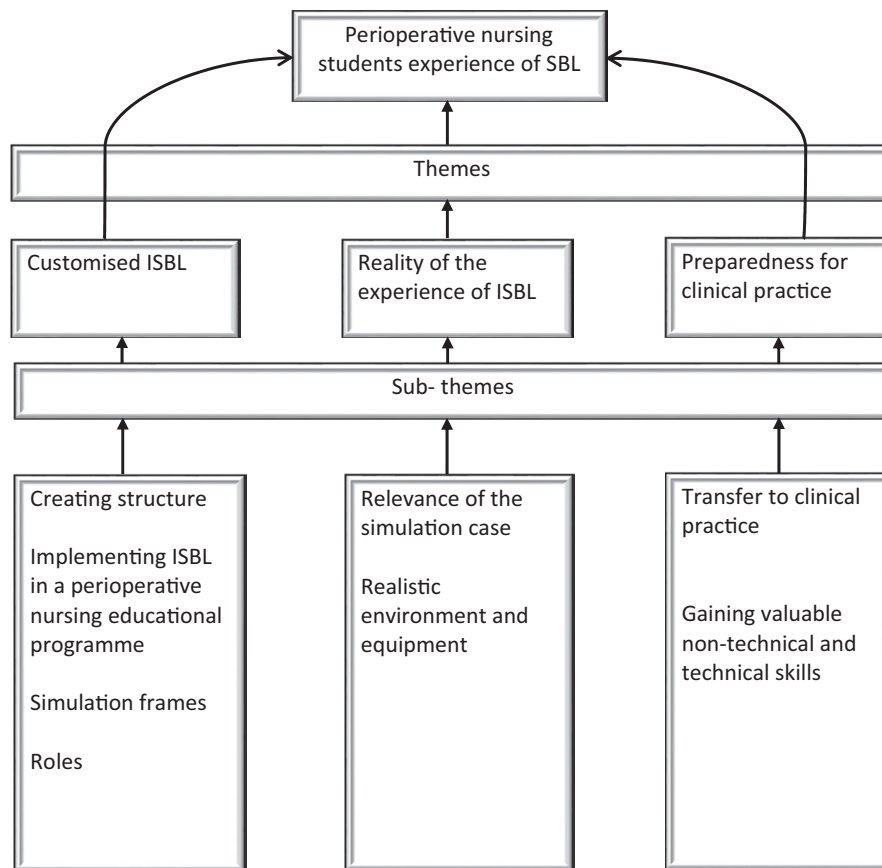 Perioperative nursing
students experience of SBL
Themes
Customised ISBL
Reality of the
experience of ISBL
Preparedness for
clinical practice
Sub- themes
Creating structure
Implementing ISBL
in a perioperative
nursing educational
programme
Simulation frames
Roles
Relevance of the
simulation case
Realistic
environment and
equipment
Transfer to clinical
practice
Gaining valuable
non-technical and
technical skills